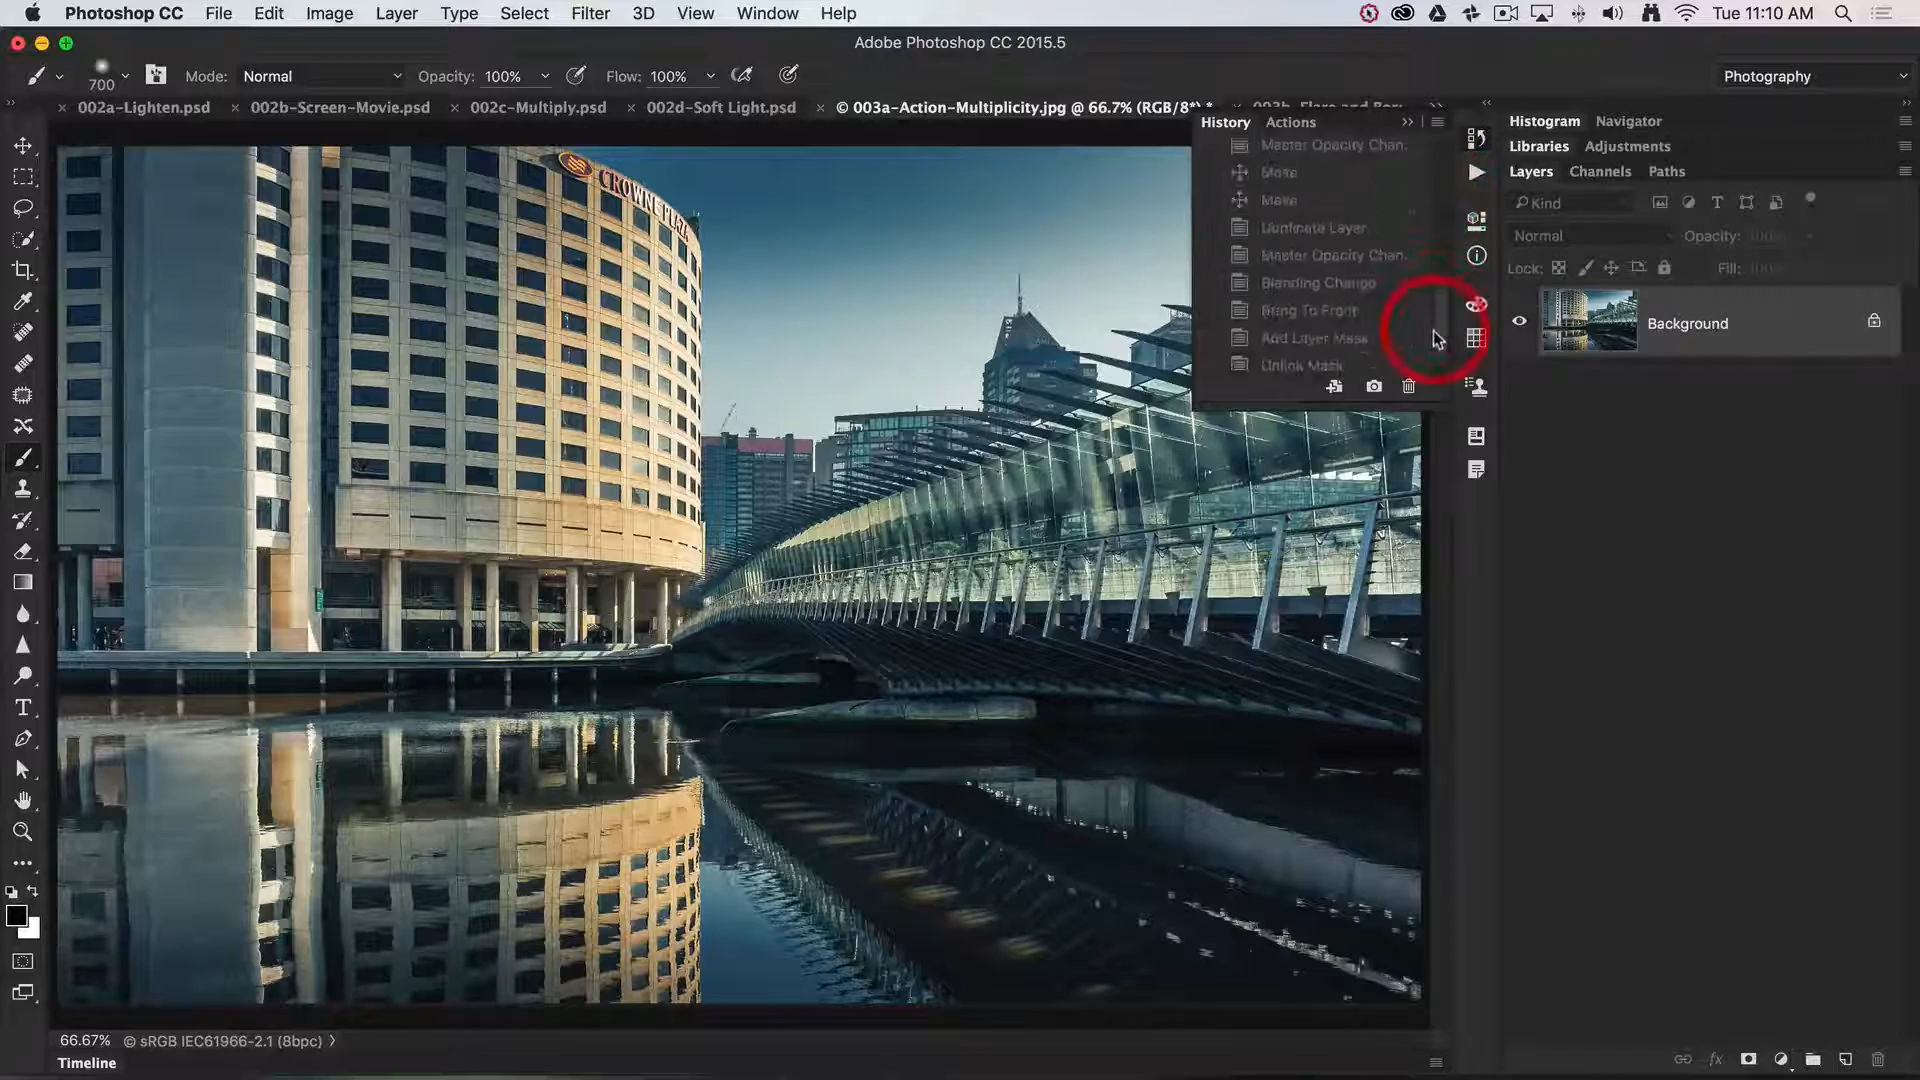 Photoshop CC File Edit Image Layer Type Select Filter 3D View Window Help Tue 11:10 AM
Adobe Photoshop CC 2015.5
700 Mode: Normal Opacity: 100% Flow: 100% Photography
002a-Lighten.psd 002b-Screen-Movie.psd 002c-Multiply.psd 002d-Soft Light.psd © 003a-Action-Multiplicity.jpg @ 66.7% (RGB/8*) * 003b-Flare and
History Actions
Master Opacity Chan..
Move
Move
Duplicate Layer
Master Opacity Chan..
Blending Change
Bring To Front
Add Layer Mask
Unlink Mask
Histogram Navigator
Libraries Adjustments
Layers Channels Paths
Kind
Normal Opacity: 100%
Lock: Fill: 100%
Background
CROWNE PLAZA
66.67% © sRGB IEC61966-2.1 (8bpc)
Timeline